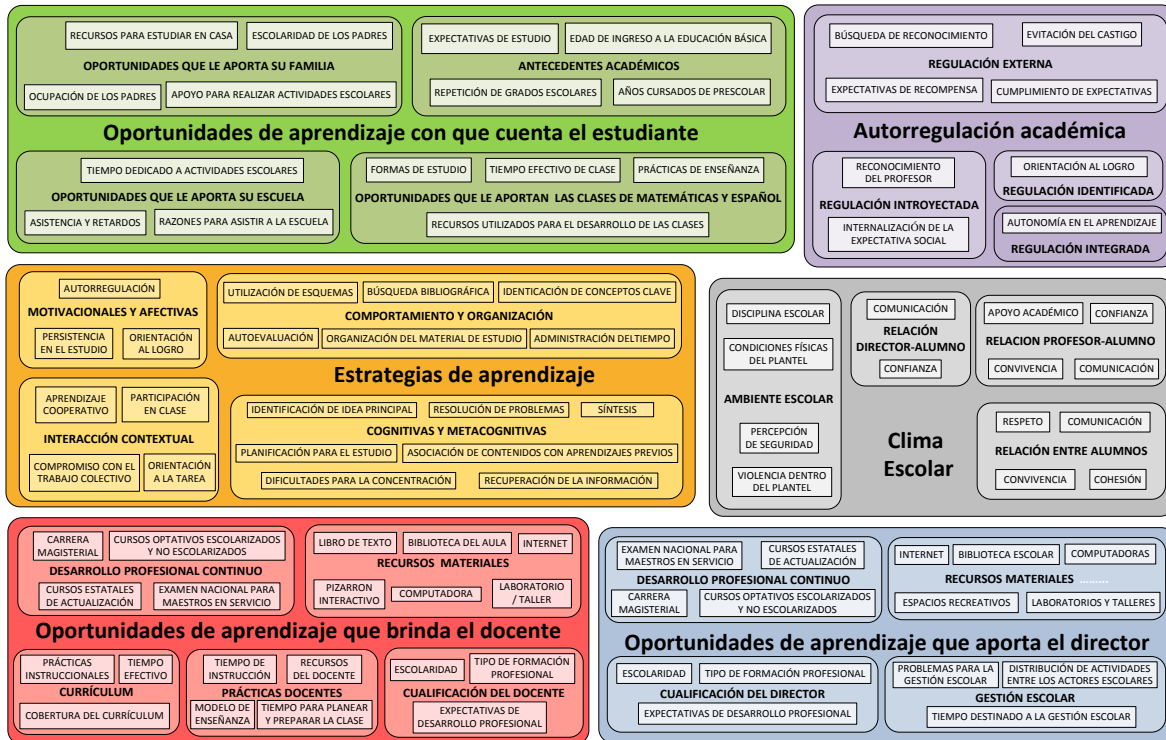 RECURSOS PARA ESTUDIAR EN CASA
ESCOLARIDAD DE LOS PADRES
OPORTUNIDADES QUE LE APORTA SU FAMILIA
OCUPACIÓN DE LOS PADRES
APOYO PARA REALIZAR ACTIVIDADES ESCOLARES
EXPECTATIVAS DE ESTUDIO
EDAD DE INGRESO A LA EDUCACIÓN BÁSICA
ANTECEDENTES ACADÉMICOS
REPETICIÓN DE GRADOS ESCOLARES
AÑOS CURSADOS DE PRESCOLAR
Oportunidades de aprendizaje con que cuenta el estudiante
TIEMPO DEDICADO A ACTIVIDADES ESCOLARES
OPORTUNIDADES QUE LE APORTA SU ESCUELA
ASISTENCIA Y RETARDOS
RAZONES PARA ASISTIR A LA ESCUELA
FORMAS DE ESTUDIO
TIEMPO EFECTIVO DE CLASE
PRÁCTICAS DE ENSEÑANZA
OPORTUNIDADES QUE LE APORTAN LAS CLASES DE MATEMÁTICAS Y ESPAÑOL
RECURSOS UTILIZADOS PARA EL DESARROLLO DE LAS CLASES
BÚSQUEDA DE RECONOCIMIENTO
EVITACIÓN DEL CASTIGO
REGULACIÓN EXTERNA
EXPECTATIVAS DE RECOMPENSA
CUMPLIMIENTO DE EXPECTATIVAS
Autorregulación académica
RECONOCIMIENTO
DEL PROFESOR
REGULACIÓN INTROYECTADA
INTERNALIZACIÓN DE LA
EXPECTATIVA SOCIAL
ORIENTACIÓN AL LOGRO
REGULACIÓN IDENTIFICADA
AUTONOMÍA EN EL APRENDIZAJE
REGULACIÓN INTEGRADA
AUTORREGULACIÓN
MOTIVACIONALES Y AFECTIVAS
PERSISTENCIA
EN EL ESTUDIO
ORIENTACIÓN
AL LOGRO
UTILIZACIÓN DE ESQUEMAS
BÚSQUEDA BIBLIOGRÁFICA
IDENTICACIÓN DE CONCEPTOS CLAVE
COMPORTAMIENTO Y ORGANIZACIÓN
AUTOEVALUACIÓN
ORGANIZACIÓN DEL MATERIAL DE ESTUDIO
ADMINISTRACIÓN DELTIEMPO
Estrategias de aprendizaje
APRENDIZAJE
COOPERATIVO
PARTICIPACIÓN
EN CLASE
INTERACCIÓN CONTEXTUAL
COMPROMISO CON EL
TRABAJO COLECTIVO
ORIENTACIÓN
A LA TAREA
IDENTIFICACIÓN DE IDEA PRINCIPAL
RESOLUCIÓN DE PROBLEMAS
SÍNTESIS
COGNITIVAS Y METACOGNITIVAS
PLANIFICACIÓN PARA EL ESTUDIO
ASOCIACIÓN DE CONTENIDOS CON APRENDIZAJES PREVIOS
DIFICULTADES PARA LA CONCENTRACIÓN
RECUPERACIÓN DE LA INFORMACIÓN
DISCIPLINA ESCOLAR
CONDICIONES FÍSICAS
DEL PLANTEL
AMBIENTE ESCOLAR
PERCEPCIÓN
DE SEGURIDAD
VIOLENCIA DENTRO
DEL PLANTEL
COMUNICACIÓN
RELACIÓN
DIRECTOR-ALUMNO
CONFIANZA
APOYO ACADÉMICO
CONFIANZA
RELACION PROFESOR-ALUMNO
CONVIVENCIA
COMUNICACIÓN
Clima
Escolar
RESPETO
COMUNICACIÓN
RELACIÓN ENTRE ALUMNOS
CONVIVENCIA
COHESIÓN
CARRERA
MAGISTERIAL
CURSOS OPTATIVOS ESCOLARIZADOS
Y NO ESCOLARIZADOS
DESARROLLO PROFESIONAL CONTINUO
CURSOS ESTATALES
DE ACTUALIZACIÓN
EXAMEN NACIONAL PARA
MAESTROS EN SERVICIO
LIBRO DE TEXTO
BIBLIOTECA DEL AULA
INTERNET
RECURSOS MATERIALES
PIZARRON
INTERACTIVO
COMPUTADORA
LABORATORIO
/ TALLER
Oportunidades de aprendizaje que brinda el docente
PRÁCTICAS
INSTRUCCIONALES
TIEMPO
EFECTIVO
CURRÍCULUM
COBERTURA DEL CURRÍCULUM
TIEMPO DE
INSTRUCCIÓN
RECURSOS
DEL DOCENTE
PRÁCTICAS DOCENTES
MODELO DE
ENSEÑANZA
TIEMPO PARA PLANEAR
Y PREPARAR LA CLASE
ESCOLARIDAD
TIPO DE FORMACIÓN
PROFESIONAL
CUALIFICACIÓN DEL DOCENTE
EXPECTATIVAS DE
DESARROLLO PROFESIONAL
EXAMEN NACIONAL PARA
MAESTROS EN SERVICIO
CURSOS ESTATALES
DE ACTUALIZACIÓN
DESARROLLO PROFESIONAL CONTINUO
CARRERA
MAGISTERIAL
CURSOS OPTATIVOS ESCOLARIZADOS
Y NO ESCOLARIZADOS
INTERNET
BIBLIOTECA ESCOLAR
COMPUTADORAS
RECURSOS MATERIALES .........
ESPACIOS RECREATIVOS
LABORATORIOS Y TALLERES
Oportunidades de aprendizaje que aporta el director
ESCOLARIDAD
TIPO DE FORMACIÓN PROFESIONAL
CUALIFICACIÓN DEL DIRECTOR
EXPECTATIVAS DE DESARROLLO PROFESIONAL
PROBLEMAS PARA LA
GESTIÓN ESCOLAR
DISTRIBUCIÓN DE ACTIVIDADES
ENTRE LOS ACTORES ESCOLARES
GESTIÓN ESCOLAR
TIEMPO DESTINADO A LA GESTIÓN ESCOLAR